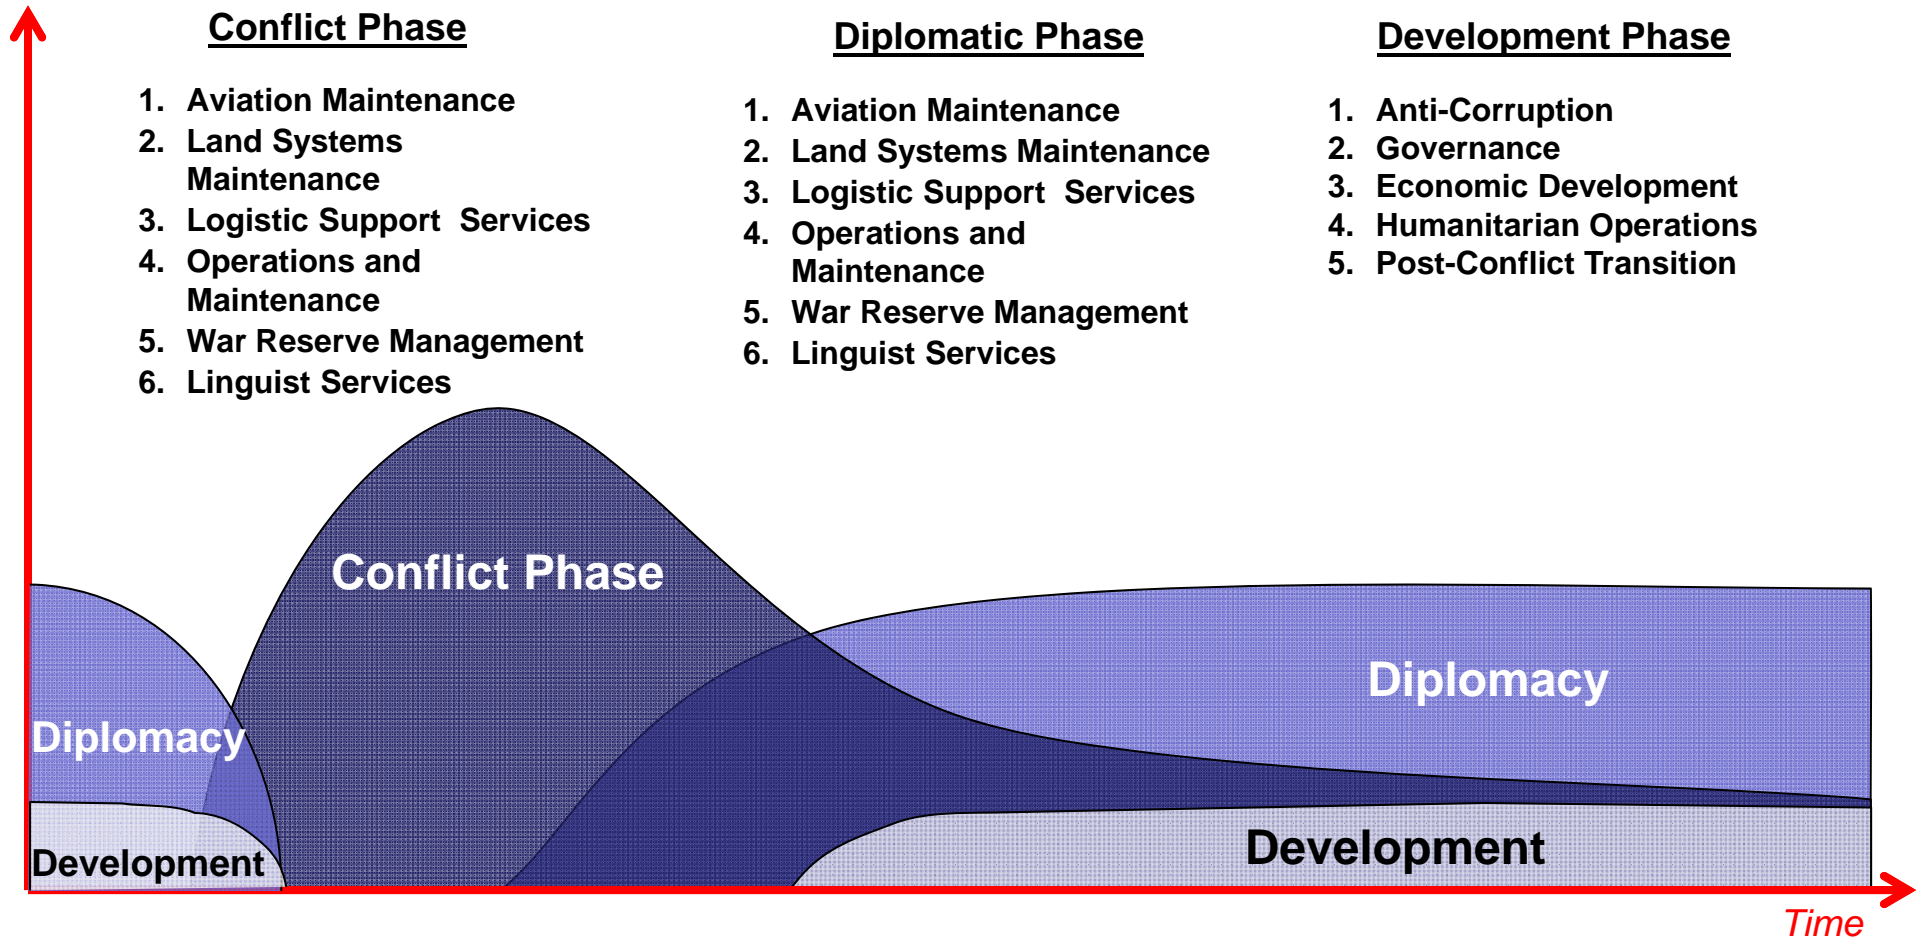 Conflict Phase
1. Aviation Maintenance
2. Land Systems
Maintenance
3. Logistic Support  Services
4. Operations and
Maintenance
5. War Reserve Management
6. Linguist Services
Diplomatic Phase
1. Aviation Maintenance
2. Land Systems Maintenance
3. Logistic Support  Services
4. Operations and
Maintenance
5. War Reserve Management
6. Linguist Services
Development Phase
1. Anti-Corruption
2. Governance
3. Economic Development
4. Humanitarian Operations
5. Post-Conflict Transition
Conflict Phase
Diplomacy
Diplomacy
Development
Development
Time